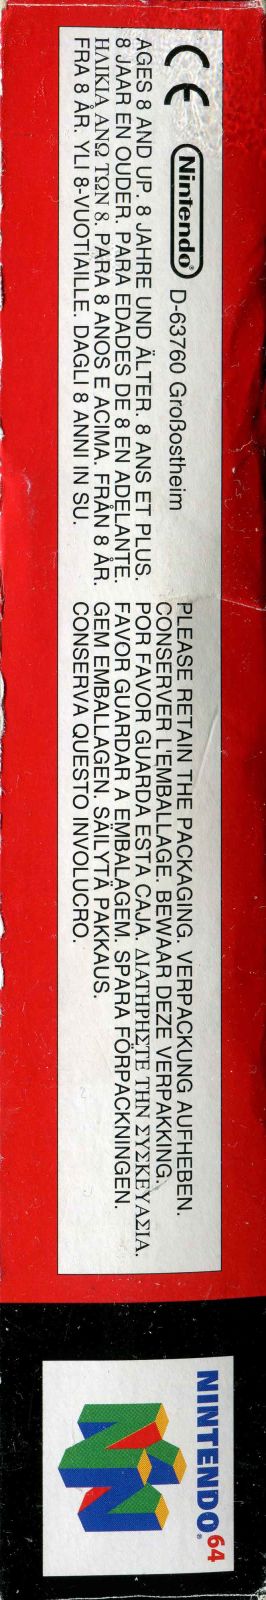 CE Nintendo® D-63760 Großostheim
AGES 8 AND UP. 8 JAHRE UND ÄLTER. 8 ANS ET PLUS.
8 JAAR EN OUDER. PARA EDADES DE 8 EN ADELANTE.
ΗΛΙΚΙΑ ΑΝΩ ΤΩΝ 8. PARA 8 ANOS E ACIMA. FRÅN 8 ÅR.
FRA 8 ÅR. YLI 8-VUOTIAILLE. DAGLI 8 ANNI IN SU.
PLEASE RETAIN THE PACKAGING. VERPACKUNG AUFHEBEN.
CONSERVER L'EMBALLAGE. BEWAAR DEZE VERPAKKING.
POR FAVOR GUARDA ESTA CAJA. ΔΙΑΤΗΡΗΣΤΕ ΤΗΝ ΣΥΣΚΕΥΑΣΙΑ.
FAVOR GUARDAR A EMBALAGEM. SPARA FÖRPACKNINGEN.
GEM EMBALLAGEN. SÄILYTÄ PAKKAUS.
CONSERVA QUESTO INVOLUCRO.
NINTENDO®64